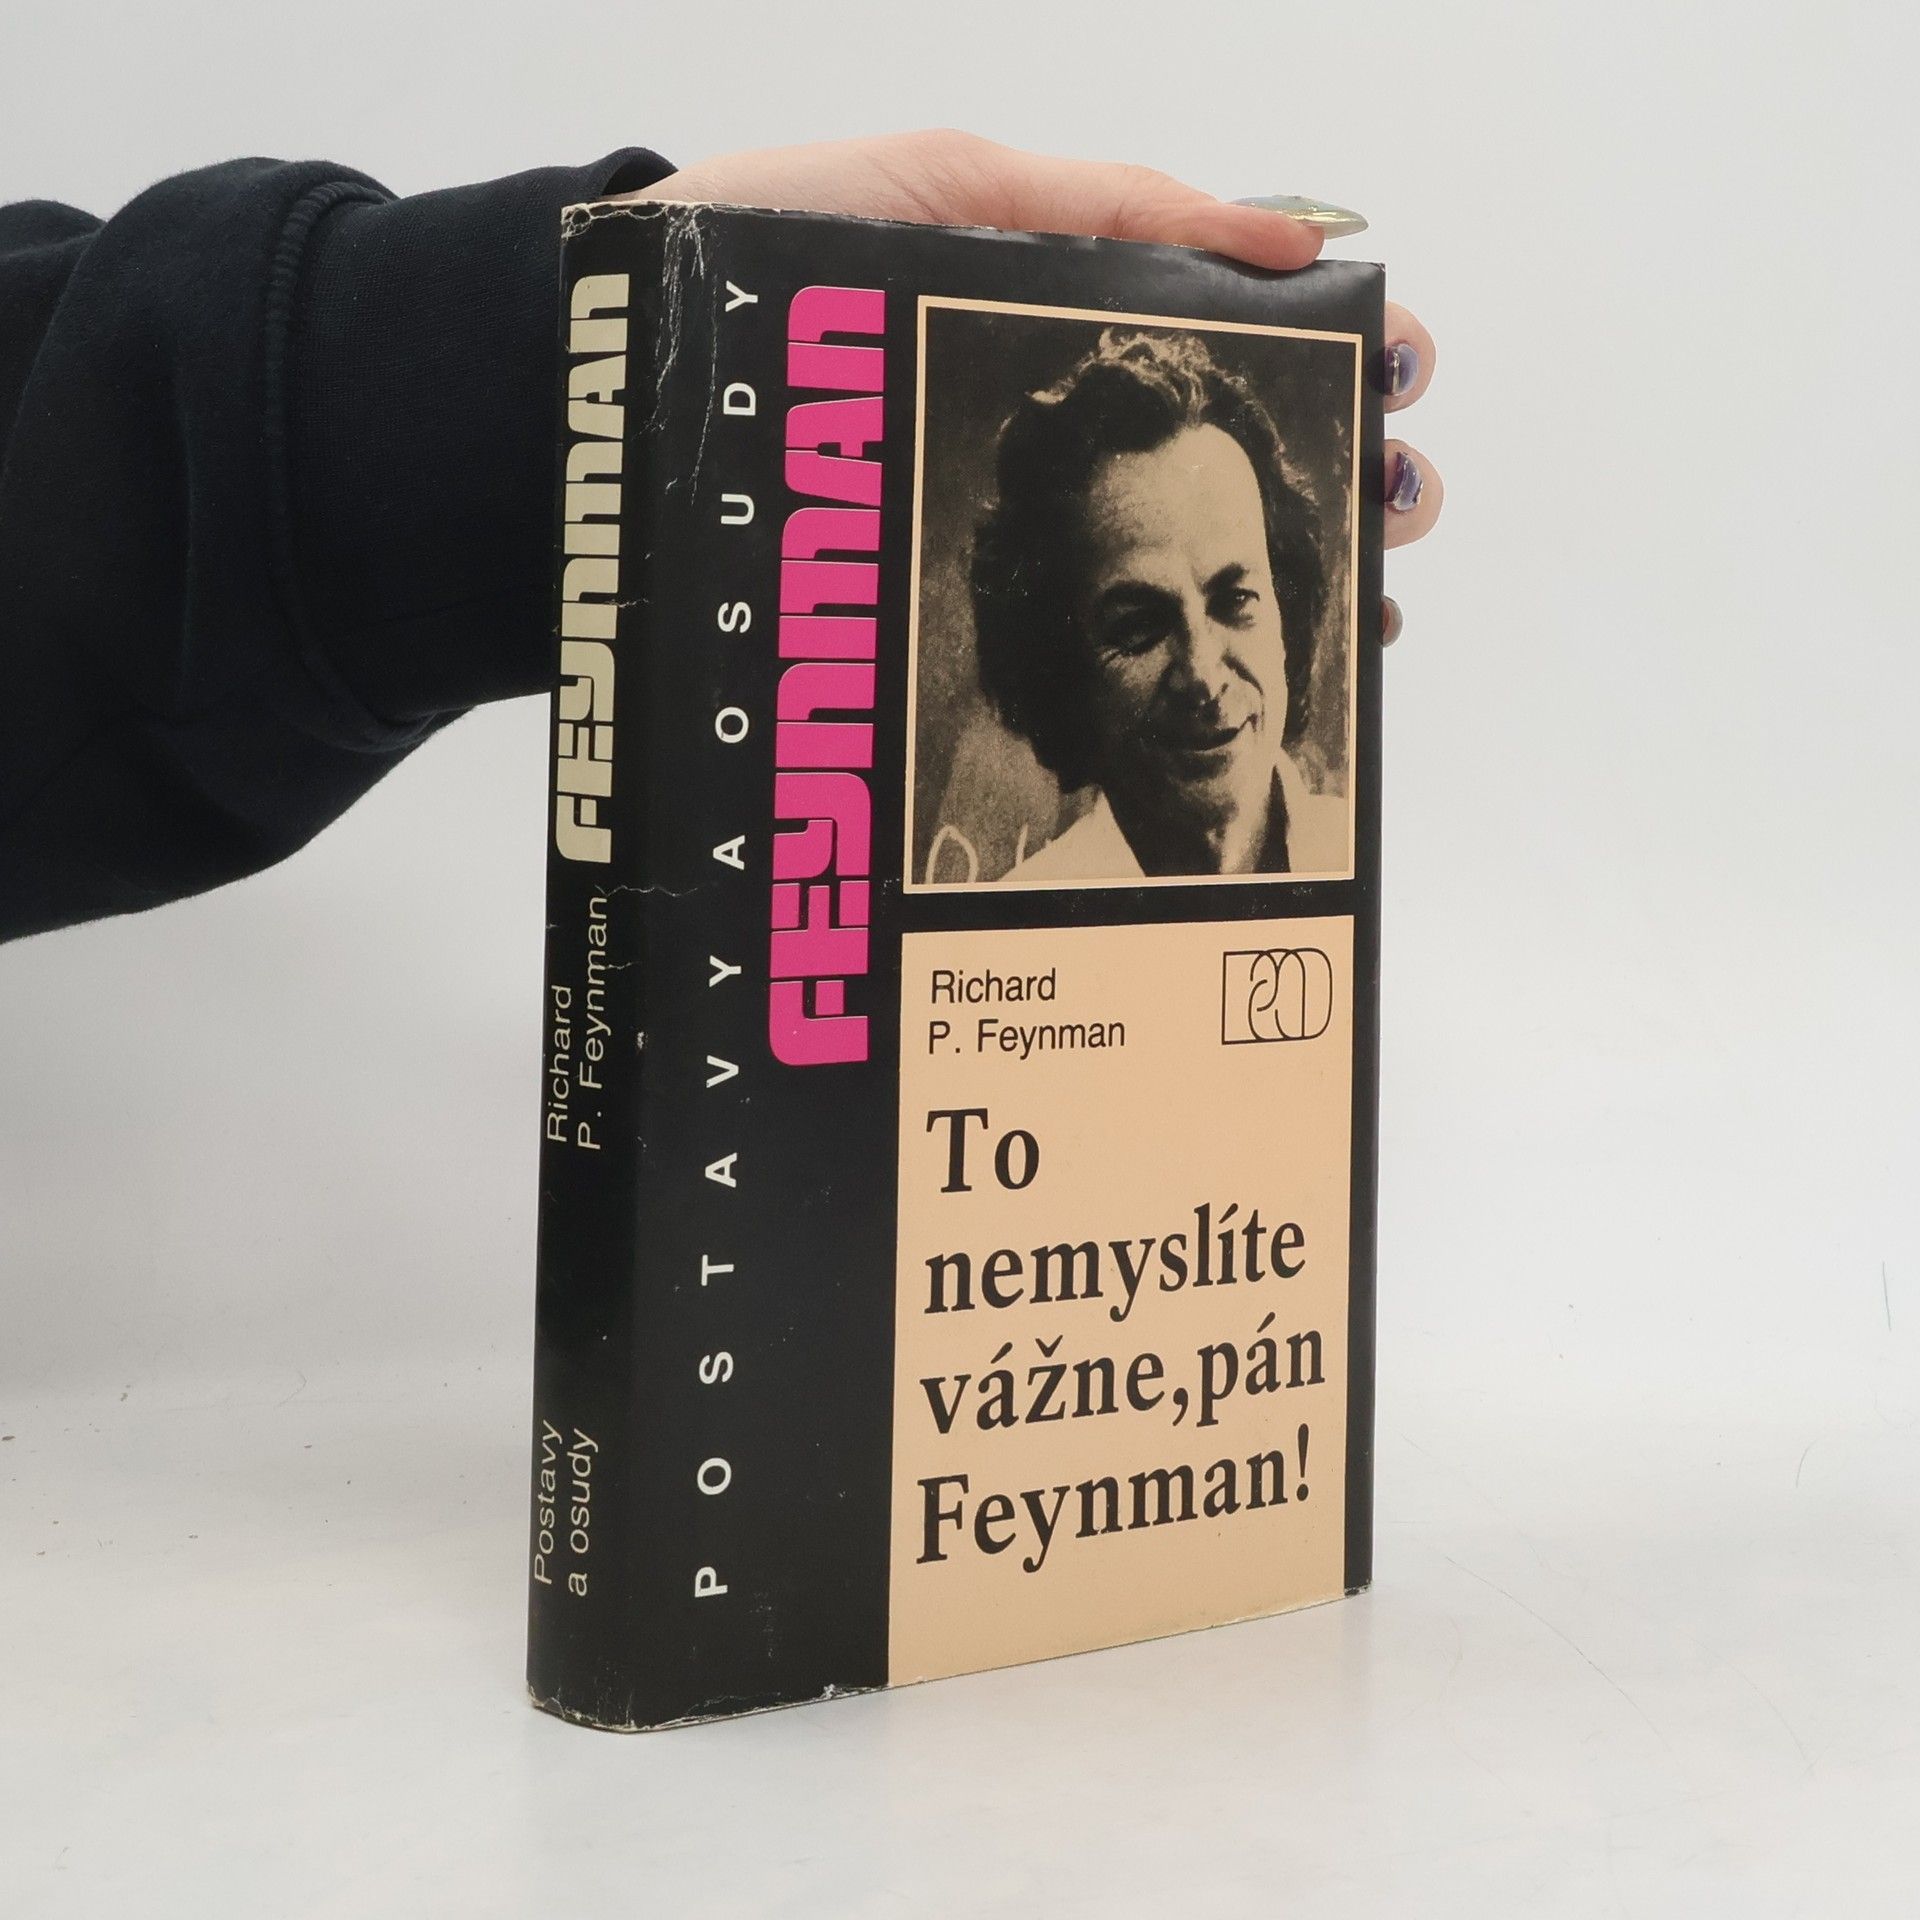 FEYNMAN
Richard
P. Feynman
Postavy
a osudy
POSTAVY A OSUDY
FEYNMAN
Richard
P. Feynman
To
nemyslíte
vážne, pán
Feynman!